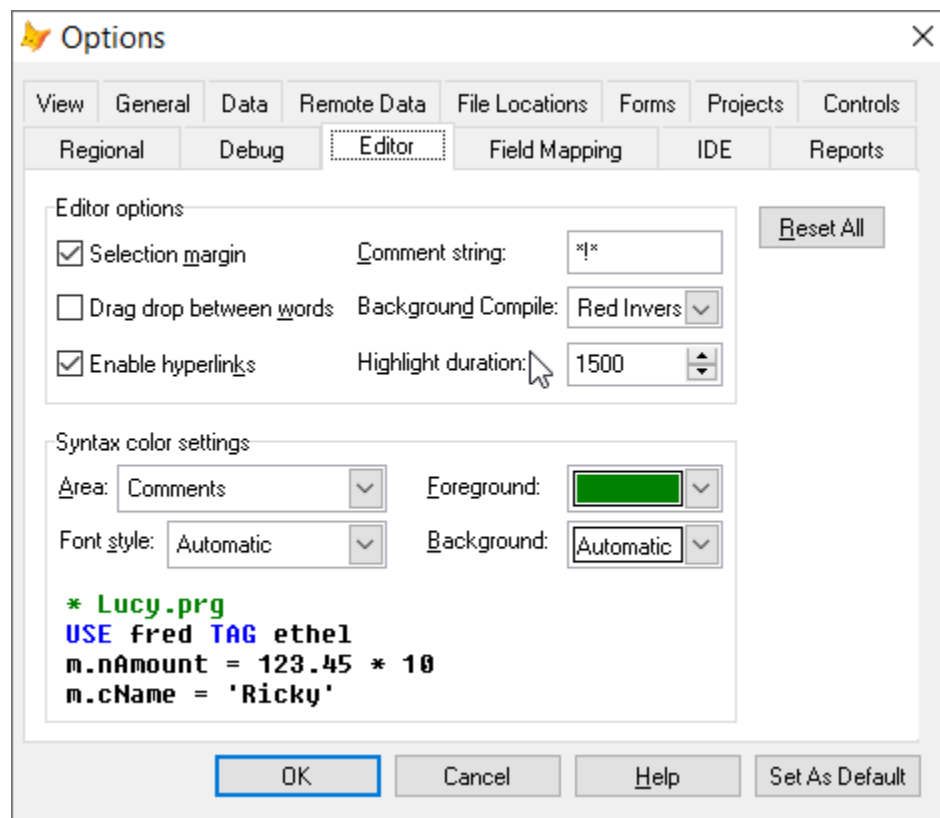 Options
View General Data Remote Data File Locations Forms Projects Controls
Regional Debug Editor Field Mapping IDE Reports
Editor options
Reset All
Selection margin Comment string: *!*
Drag drop between words Background Compile: Red Invers
Enable hyperlinks Highlight duration: 1500
Syntax color settings
Area: Comments Foreground:
Font style: Automatic Background: Automatic
* Lucy.prg
USE fred TAG ethel
m.nAmount = 123.45 * 10
m.cName = 'Ricky'
OK Cancel Help Set As Default